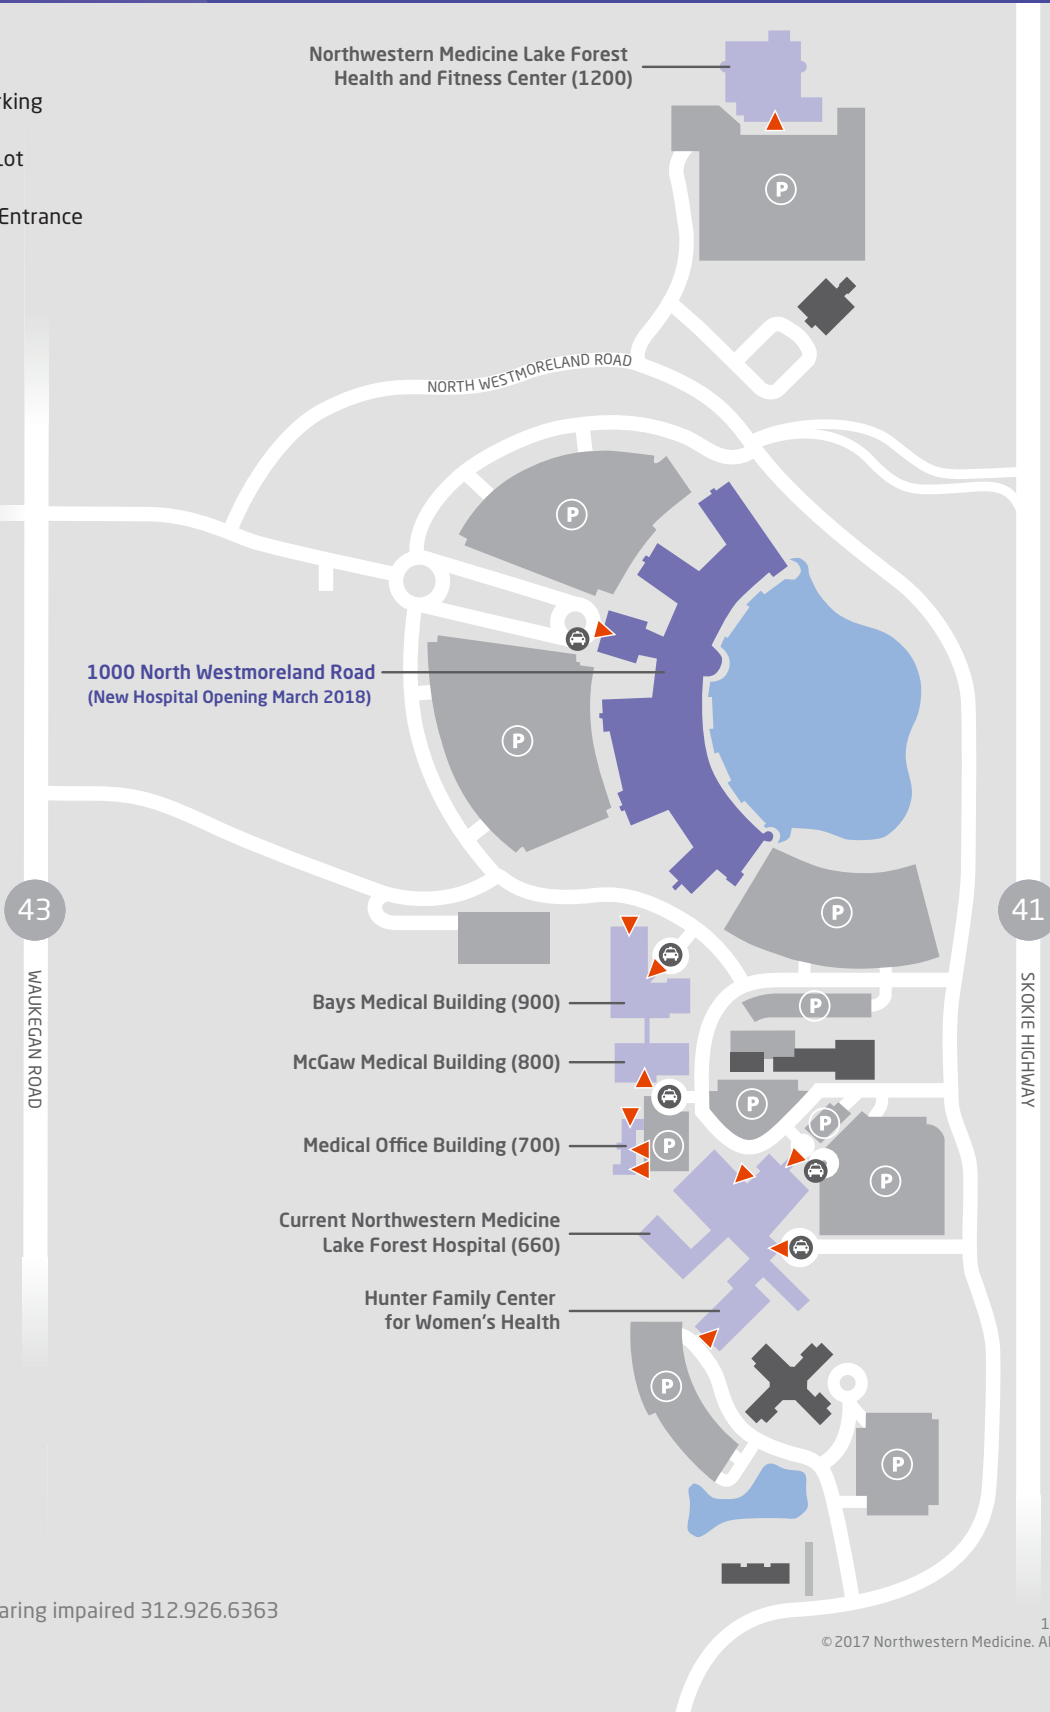 Northwestern Medicine Lake Forest
Health and Fitness Center (1200)
rking
Lot
Entrance
P
NORTH WESTMORELAND ROAD
P
1000 North Westmoreland Road
(New Hospital Opening March 2018)
P
43
41
P
WAUKEGAN ROAD
SKOKIE HIGHWAY
Bays Medical Building (900)
P
McGaw Medical Building (800)
P
P
Medical Office Building (700)
P
P
Current Northwestern Medicine
Lake Forest Hospital (660)
Hunter Family Center
for Women's Health
P
P
aring impaired 312.926.6363
1
©2017 Northwestern Medicine. Al